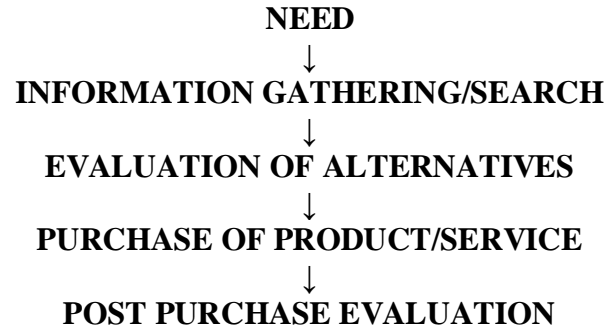 NEED
↓
INFORMATION GATHERING/SEARCH
↓
EVALUATION OF ALTERNATIVES
↓
PURCHASE OF PRODUCT/SERVICE
↓
POST PURCHASE EVALUATION